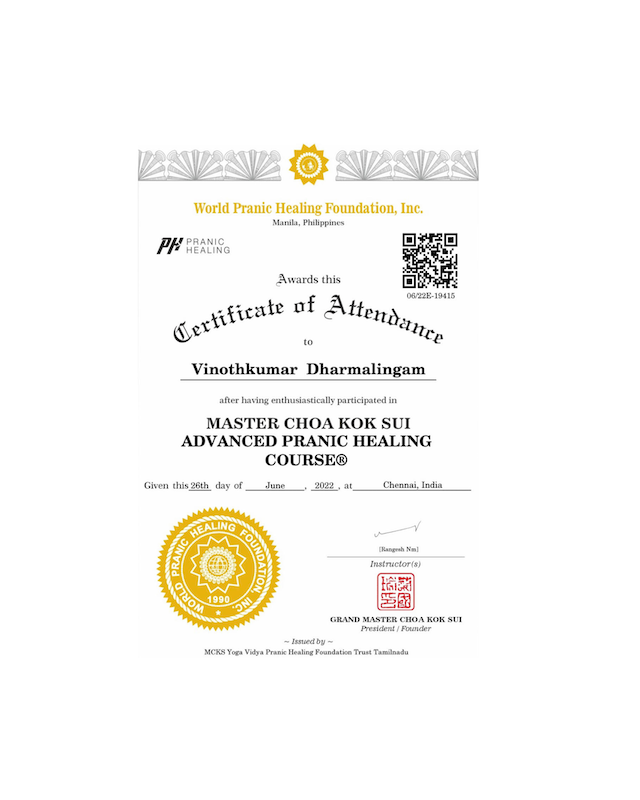 World Pranic Healing Foundation, Inc.
Manila, Philippines
PH PRANIC
HEALING
06/22E-19415
Awards this
Certificate of Attendance
to
Vinothkumar Dharmalingam
after having enthusiastically participated in
MASTER CHOA KOK SUI
ADVANCED PRANIC HEALING
COURSE®
Given this 26th day of June, 2022, at Chennai, India
WORLD PRANIC HEALING FOUNDATION, INC.
1990
[Rangesh Nm]
Instructor(s)
GRAND MASTER CHOA KOK SUI
President / Founder
~ Issued by ~
MCKS Yoga Vidya Pranic Healing Foundation Trust Tamilnadu